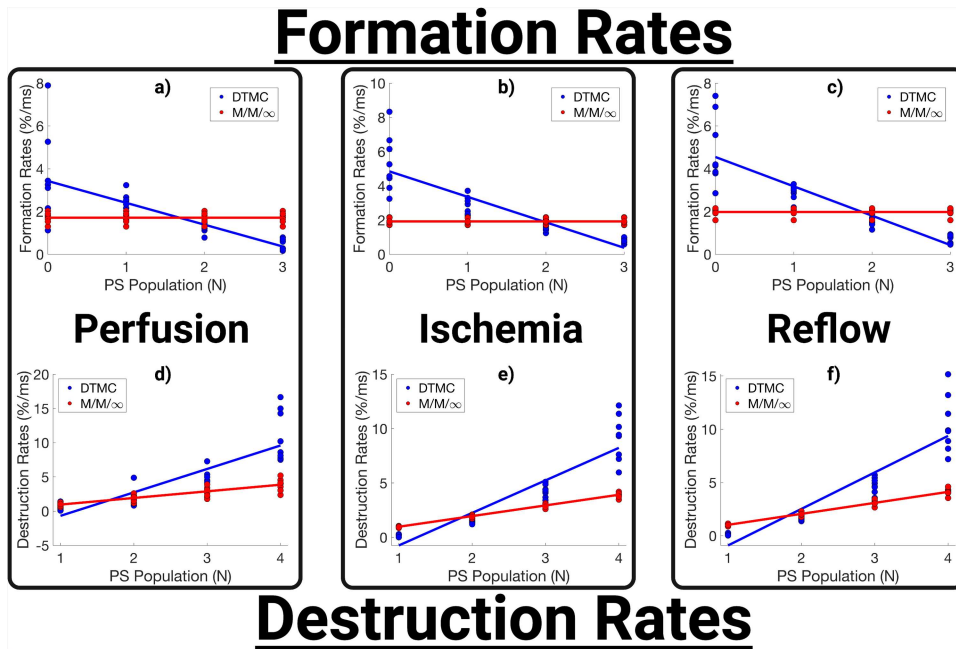 Formation Rates
a)
DTMC
M/M/∞
Formation Rates (%/ms)
8
6
4
2
0
0 1 2 3
PS Population (N)
b)
DTMC
M/M/∞
Formation Rates (%/ms)
10
8
6
4
2
0
0 1 2 3
PS Population (N)
c)
DTMC
M/M/∞
Formation Rates (%/ms)
8
6
4
2
0
0 1 2 3
PS Population (N)
Perfusion
Ischemia
Reflow
d)
DTMC
M/M/∞
Destruction Rates (%/ms)
20
15
10
5
0
-5
1 2 3 4
PS Population (N)
e)
DTMC
M/M/∞
Destruction Rates (%/ms)
15
10
5
0
1 2 3 4
PS Population (N)
f)
DTMC
M/M/∞
Destruction Rates (%/ms)
15
10
5
0
1 2 3 4
PS Population (N)
Destruction Rates